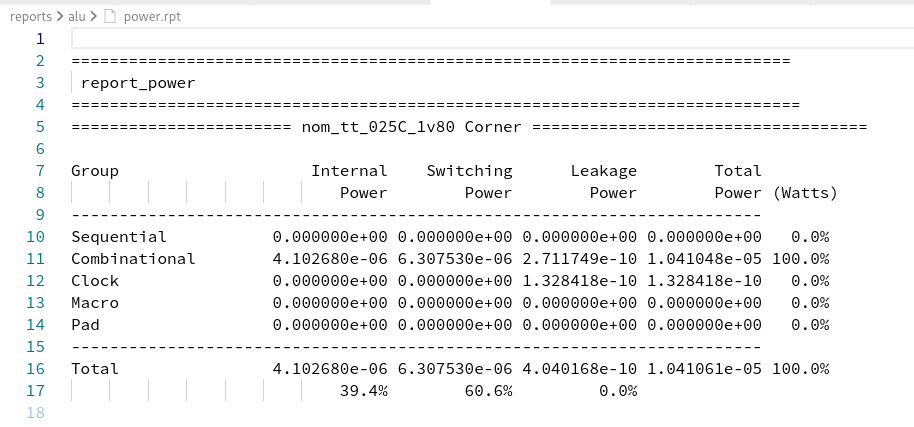 reports > alu > power.rpt
1
2 ===========================================================================
3  report_power
4 ============================================================================
5 ======================= nom_tt_025C_1v80 Corner ===================================
6
7 Group                    Internal    Switching      Leakage        Total
8                             Power        Power        Power        Power (Watts)
9 ------------------------------------------------------------------------
10 Sequential           0.000000e+00 0.000000e+00 0.000000e+00 0.000000e+00   0.0%
11 Combinational        4.102680e-06 6.307530e-06 2.711749e-10 1.041048e-05 100.0%
12 Clock                0.000000e+00 0.000000e+00 1.328418e-10 1.328418e-10   0.0%
13 Macro                0.000000e+00 0.000000e+00 0.000000e+00 0.000000e+00   0.0%
14 Pad                  0.000000e+00 0.000000e+00 0.000000e+00 0.000000e+00   0.0%
15 ------------------------------------------------------------------------
16 Total                4.102680e-06 6.307530e-06 4.040168e-10 1.041061e-05 100.0%
17                             39.4%        60.6%         0.0%
18